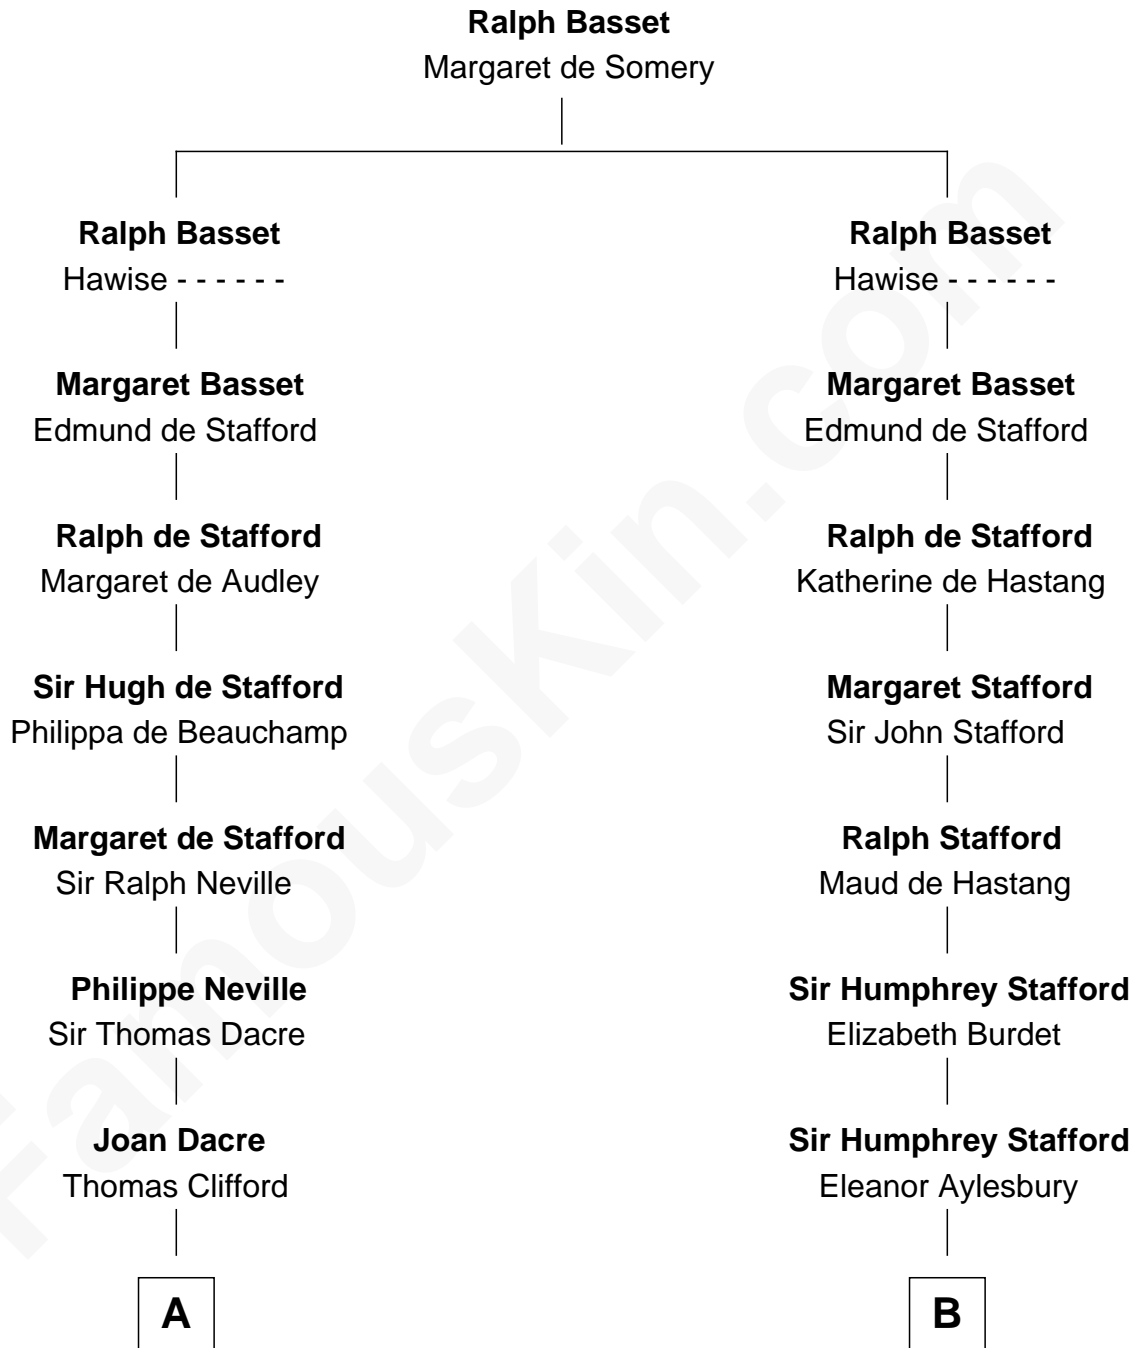 Ralph Basset
Margaret de Somery
Ralph Basset
Hawise - - - - - -
Margaret Basset
Edmund de Stafford
Ralph de Stafford
Margaret de Audley
Sir Hugh de Stafford
Philippa de Beauchamp
Margaret de Stafford
Sir Ralph Neville
Philippe Neville
Sir Thomas Dacre
Joan Dacre
Thomas Clifford
A
Ralph Basset
Hawise - - - - - -
Margaret Basset
Edmund de Stafford
Ralph de Stafford
Katherine de Hastang
Margaret Stafford
Sir John Stafford
Ralph Stafford
Maud de Hastang
Sir Humphrey Stafford
Elizabeth Burdet
Sir Humphrey Stafford
Eleanor Aylesbury
B
FamousKin.com